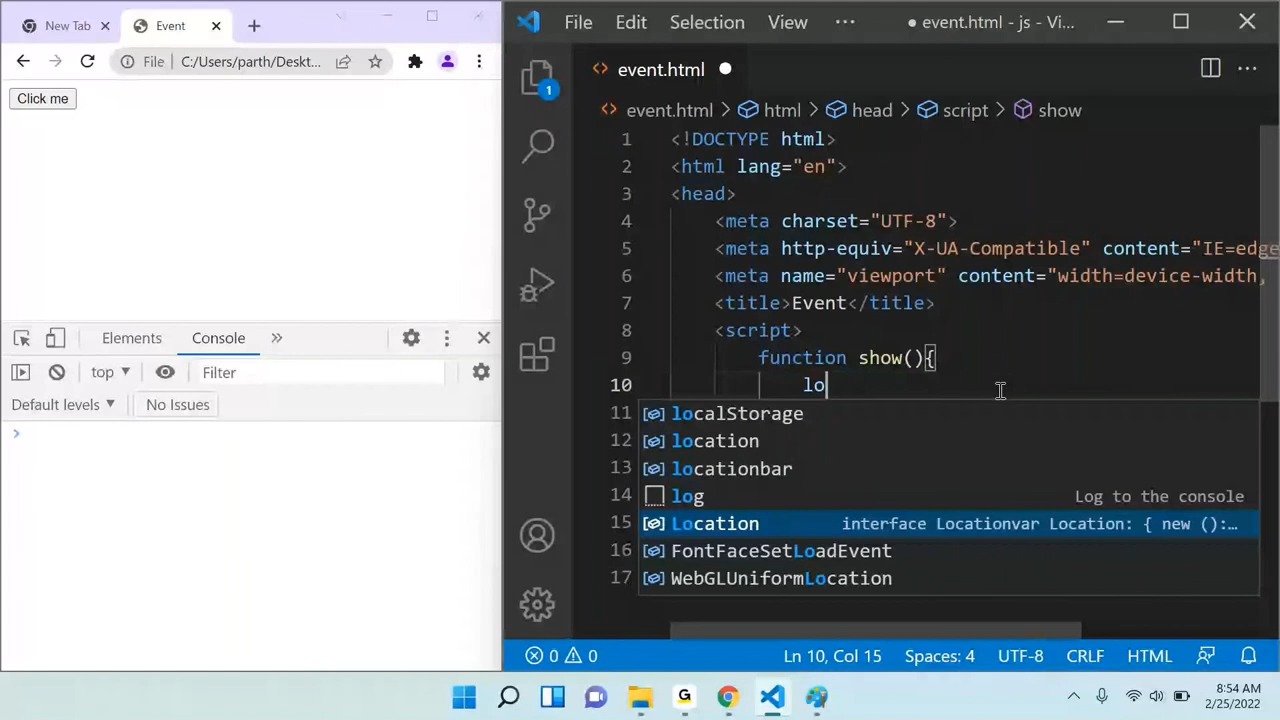 New Tab
Event
File C:/Users/parth/Deskt...
Click me
Elements
Console
top
Filter
Default levels
No Issues
File Edit Selection View
● event.html - js - Vi...
event.html
event.html > html > head > script > show
1 <!DOCTYPE html>
2 <html lang="en">
3 <head>
4 <meta charset="UTF-8">
5 <meta http-equiv="X-UA-Compatible" content="IE=edge
6 <meta name="viewport" content="width=device-width,
7 <title>Event</title>
8 <script>
9 function show(){
10 lo
11 localStorage
12 location
13 locationbar
14 log Log to the console
15 Location interface Locationvar Location: { new ():…
16 FontFaceSetLoadEvent
17 WebGLUniformLocation
1
0 0
Ln 10, Col 15
Spaces: 4
UTF-8
CRLF
HTML
G
8:54 AM
2/25/2022